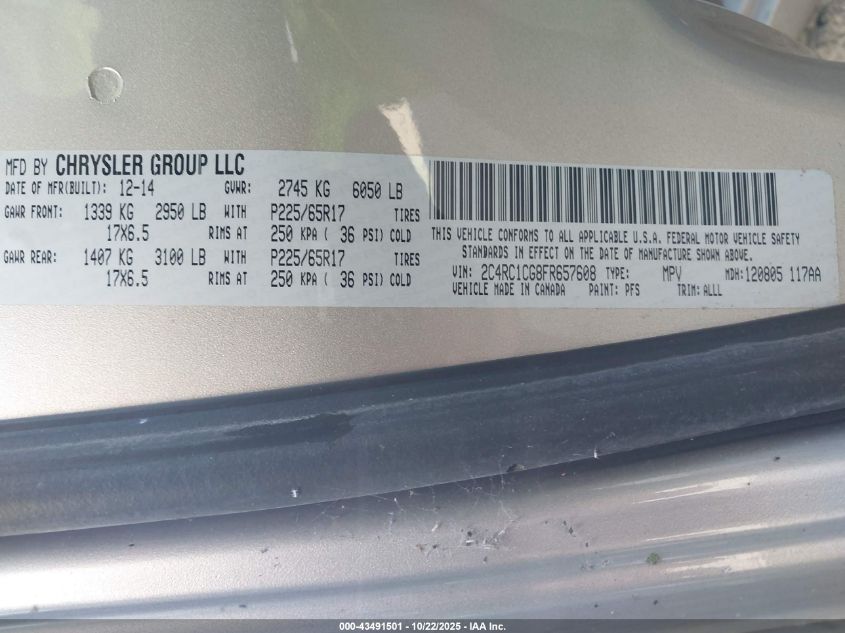 MFD BY CHRYSLER GROUP LLC
DATE OF MFR(BUILT): 12-14 GVWR: 2745 KG 6050 LB
GAWR FRONT: 1339 KG 2950 LB WITH P225/65R17 TIRES
17X6.5 RIMS AT 250 KPA ( 36 PSI) COLD
GAWR REAR: 1407 KG 3100 LB WITH P225/65R17 TIRES
17X6.5 RIMS AT 250 KPA ( 36 PSI) COLD
THIS VEHICLE CONFORMS TO ALL APPLICABLE U.S.A. FEDERAL MOTOR VEHICLE SAFETY
STANDARDS IN EFFECT ON THE DATE OF MANUFACTURE SHOWN ABOVE.
VIN: 2C4RC1CG8FR657608 TYPE: MPV MDH:120805 117AA
VEHICLE MADE IN CANADA PAINT: PFS TRIM: ALLL
000-43491501 - 10/22/2025 - IAA Inc.